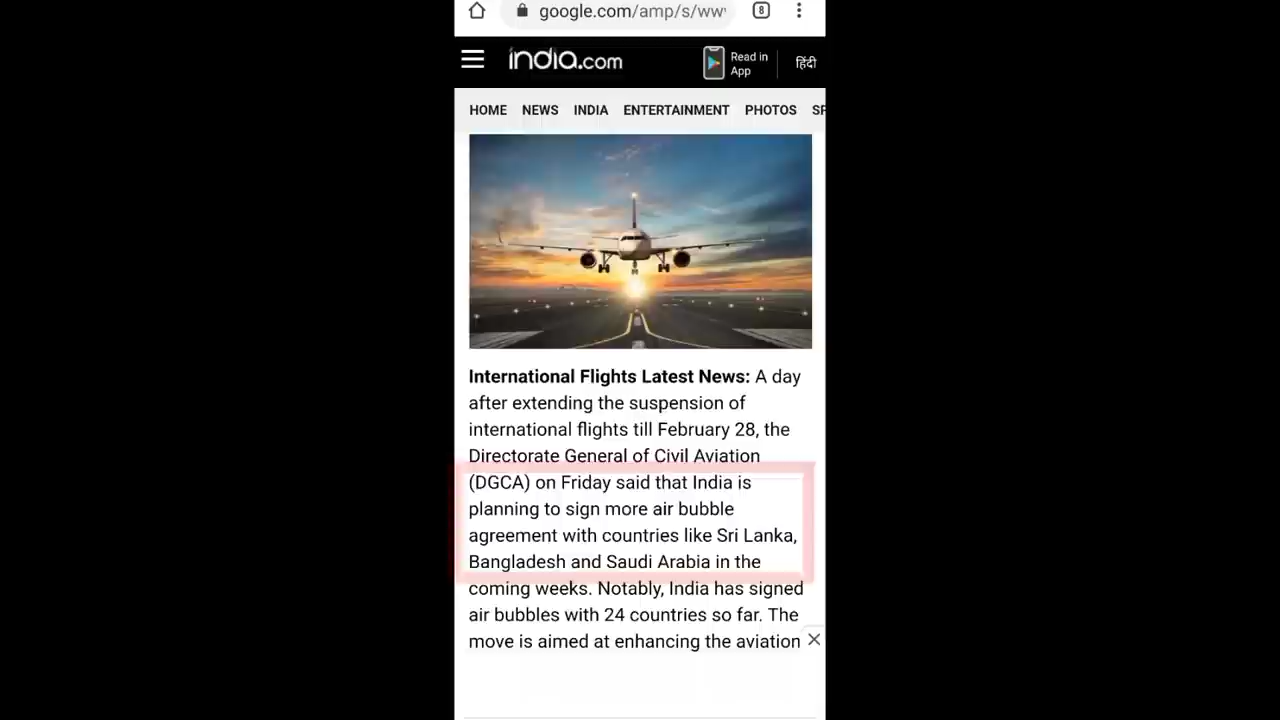 google.com/amp/s/ww
8
india.com
Read in
App
हिंदी
HOME NEWS INDIA ENTERTAINMENT PHOTOS
International Flights Latest News: A day
after extending the suspension of
international flights till February 28, the
Directorate General of Civil Aviation
(DGCA) on Friday said that India is
planning to sign more air bubble
agreement with countries like Sri Lanka,
Bangladesh and Saudi Arabia in the
coming weeks. Notably, India has signed
air bubbles with 24 countries so far. The
move is aimed at enhancing the aviation